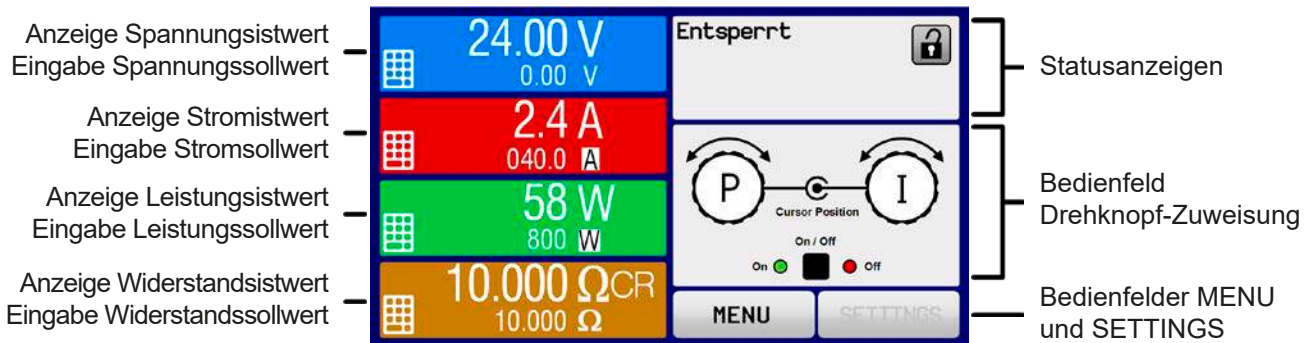 Anzeige Spannungsistwert
Eingabe Spannungssollwert
Anzeige Stromistwert
Eingabe Stromsollwert
Anzeige Leistungsistwert
Eingabe Leistungssollwert
Anzeige Widerstandsistwert
Eingabe Widerstandssollwert
24.00 V
0.00 V
2.4 A
040.0 A
58 W
800 W
10.000 ΩCR
10.000 Ω
Entsperrt
P
I
Cursor Position
On / Off
On
Off
MENU
SETTINGS
Statusanzeigen
Bedienfeld
Drehknopf-Zuweisung
Bedienfelder MENU
und SETTINGS